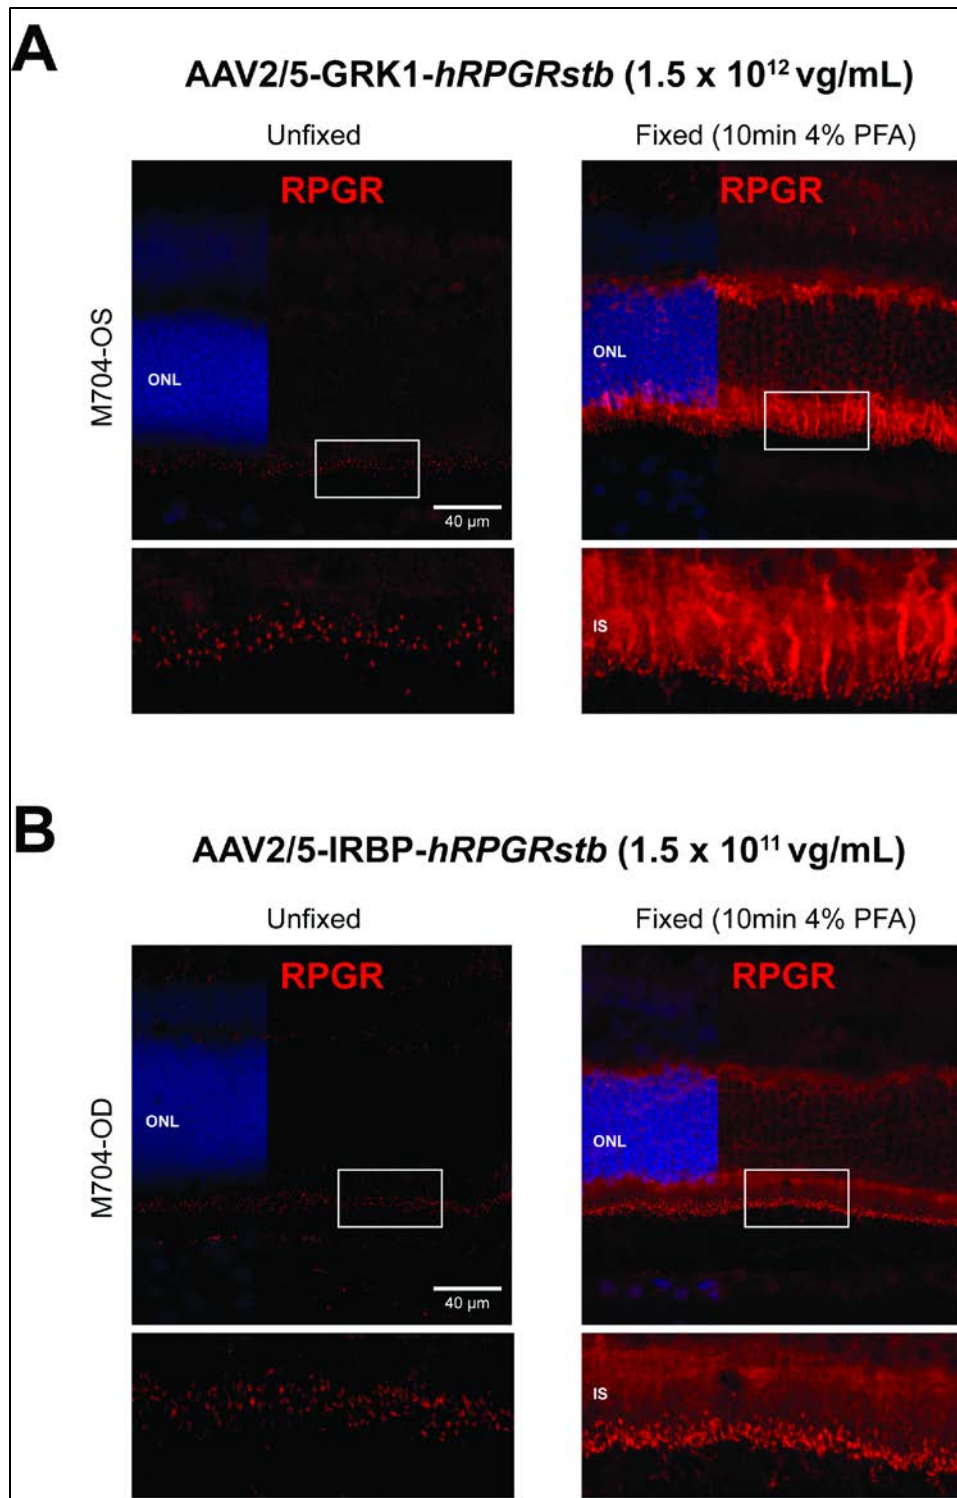 A
AAV2/5-GRK1-hRPGRstb (1.5 x 10¹² vg/mL)
Unfixed
Fixed (10min 4% PFA)
M704-OS
RPGR
RPGR
ONL
ONL
40 µm
IS
B
AAV2/5-IRBP-hRPGRstb (1.5 x 10¹¹ vg/mL)
Unfixed
Fixed (10min 4% PFA)
M704-OD
RPGR
RPGR
ONL
ONL
40 µm
IS